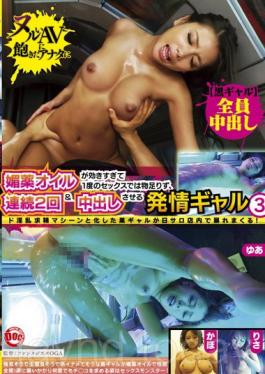 ヌルいAVに
飽きたアナタに
【黒ギャル】
全員
中出し
媚薬オイルが効きすぎて
1度のセックスでは物足りず、
連続2回&中出しさせる
発情ギャル3
ド淫乱求精マシーンと化した黒ギャルが日サロ店内で暴れまくる!
ゆあ
かほ
りさ